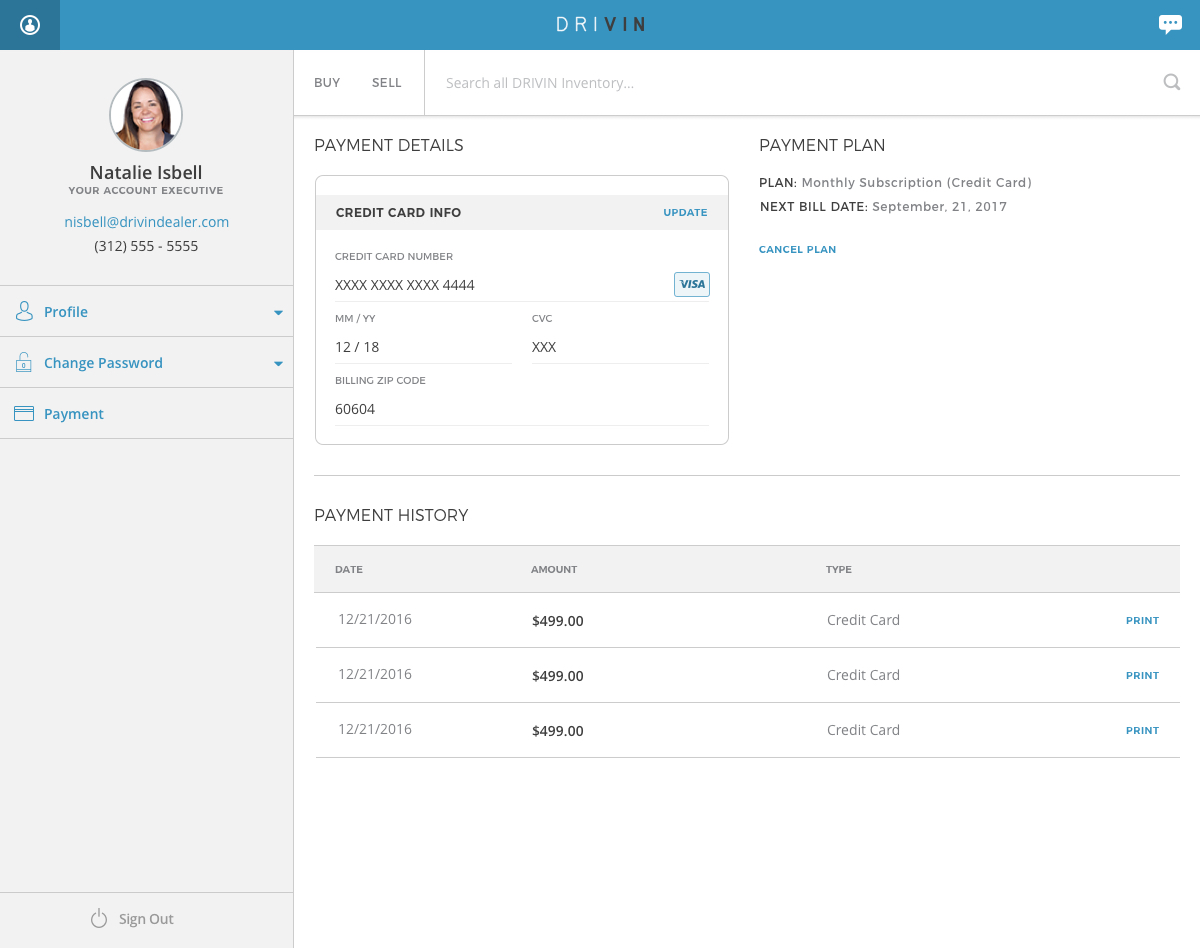 DRIVIN
Natalie Isbell
YOUR ACCOUNT EXECUTIVE
nisbell@drivindealer.com
(312) 555 - 5555
Profile
Change Password
Payment
Sign Out
BUY SELL Search all DRIVIN Inventory...
PAYMENT DETAILS
CREDIT CARD INFO UPDATE
CREDIT CARD NUMBER
XXXX XXXX XXXX 4444 VISA
MM / YY CVC
12 / 18 XXX
BILLING ZIP CODE
60604
PAYMENT PLAN
PLAN: Monthly Subscription (Credit Card)
NEXT BILL DATE: September, 21, 2017
CANCEL PLAN
PAYMENT HISTORY
DATE AMOUNT TYPE
12/21/2016 $499.00 Credit Card PRINT
12/21/2016 $499.00 Credit Card PRINT
12/21/2016 $499.00 Credit Card PRINT